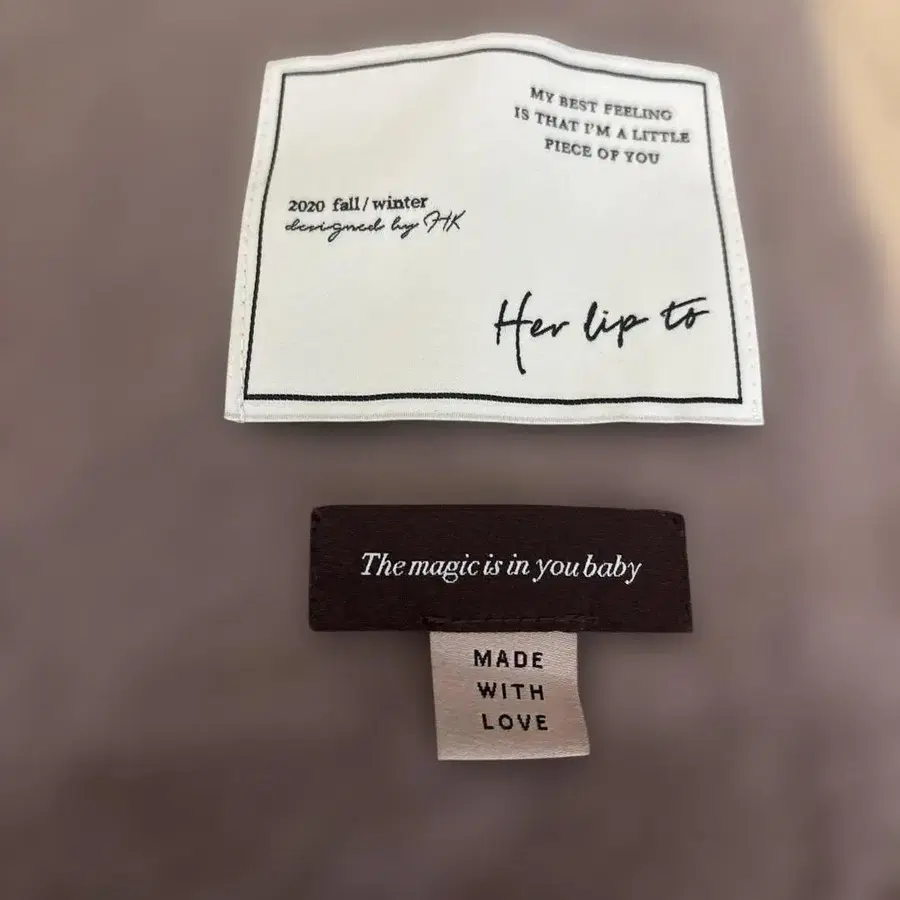 MY BEST FEELING
IS THAT I'M A LITTLE
PIECE OF YOU
2020 fall/winter
designed by HK
Her lip to
The magic is in you baby
MADE
WITH
LOVE